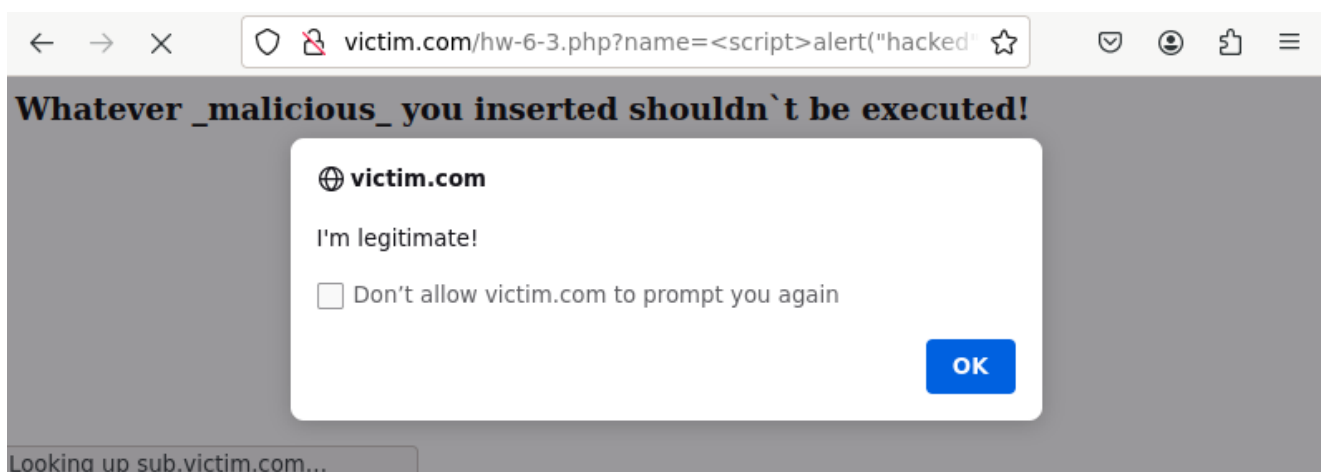 victim.com/hw-6-3.php?name=<script>alert("hacked"
Whatever _malicious_ you inserted shouldn`t be executed!
victim.com
I'm legitimate!
Don’t allow victim.com to prompt you again
OK
Looking up sub.victim.com...